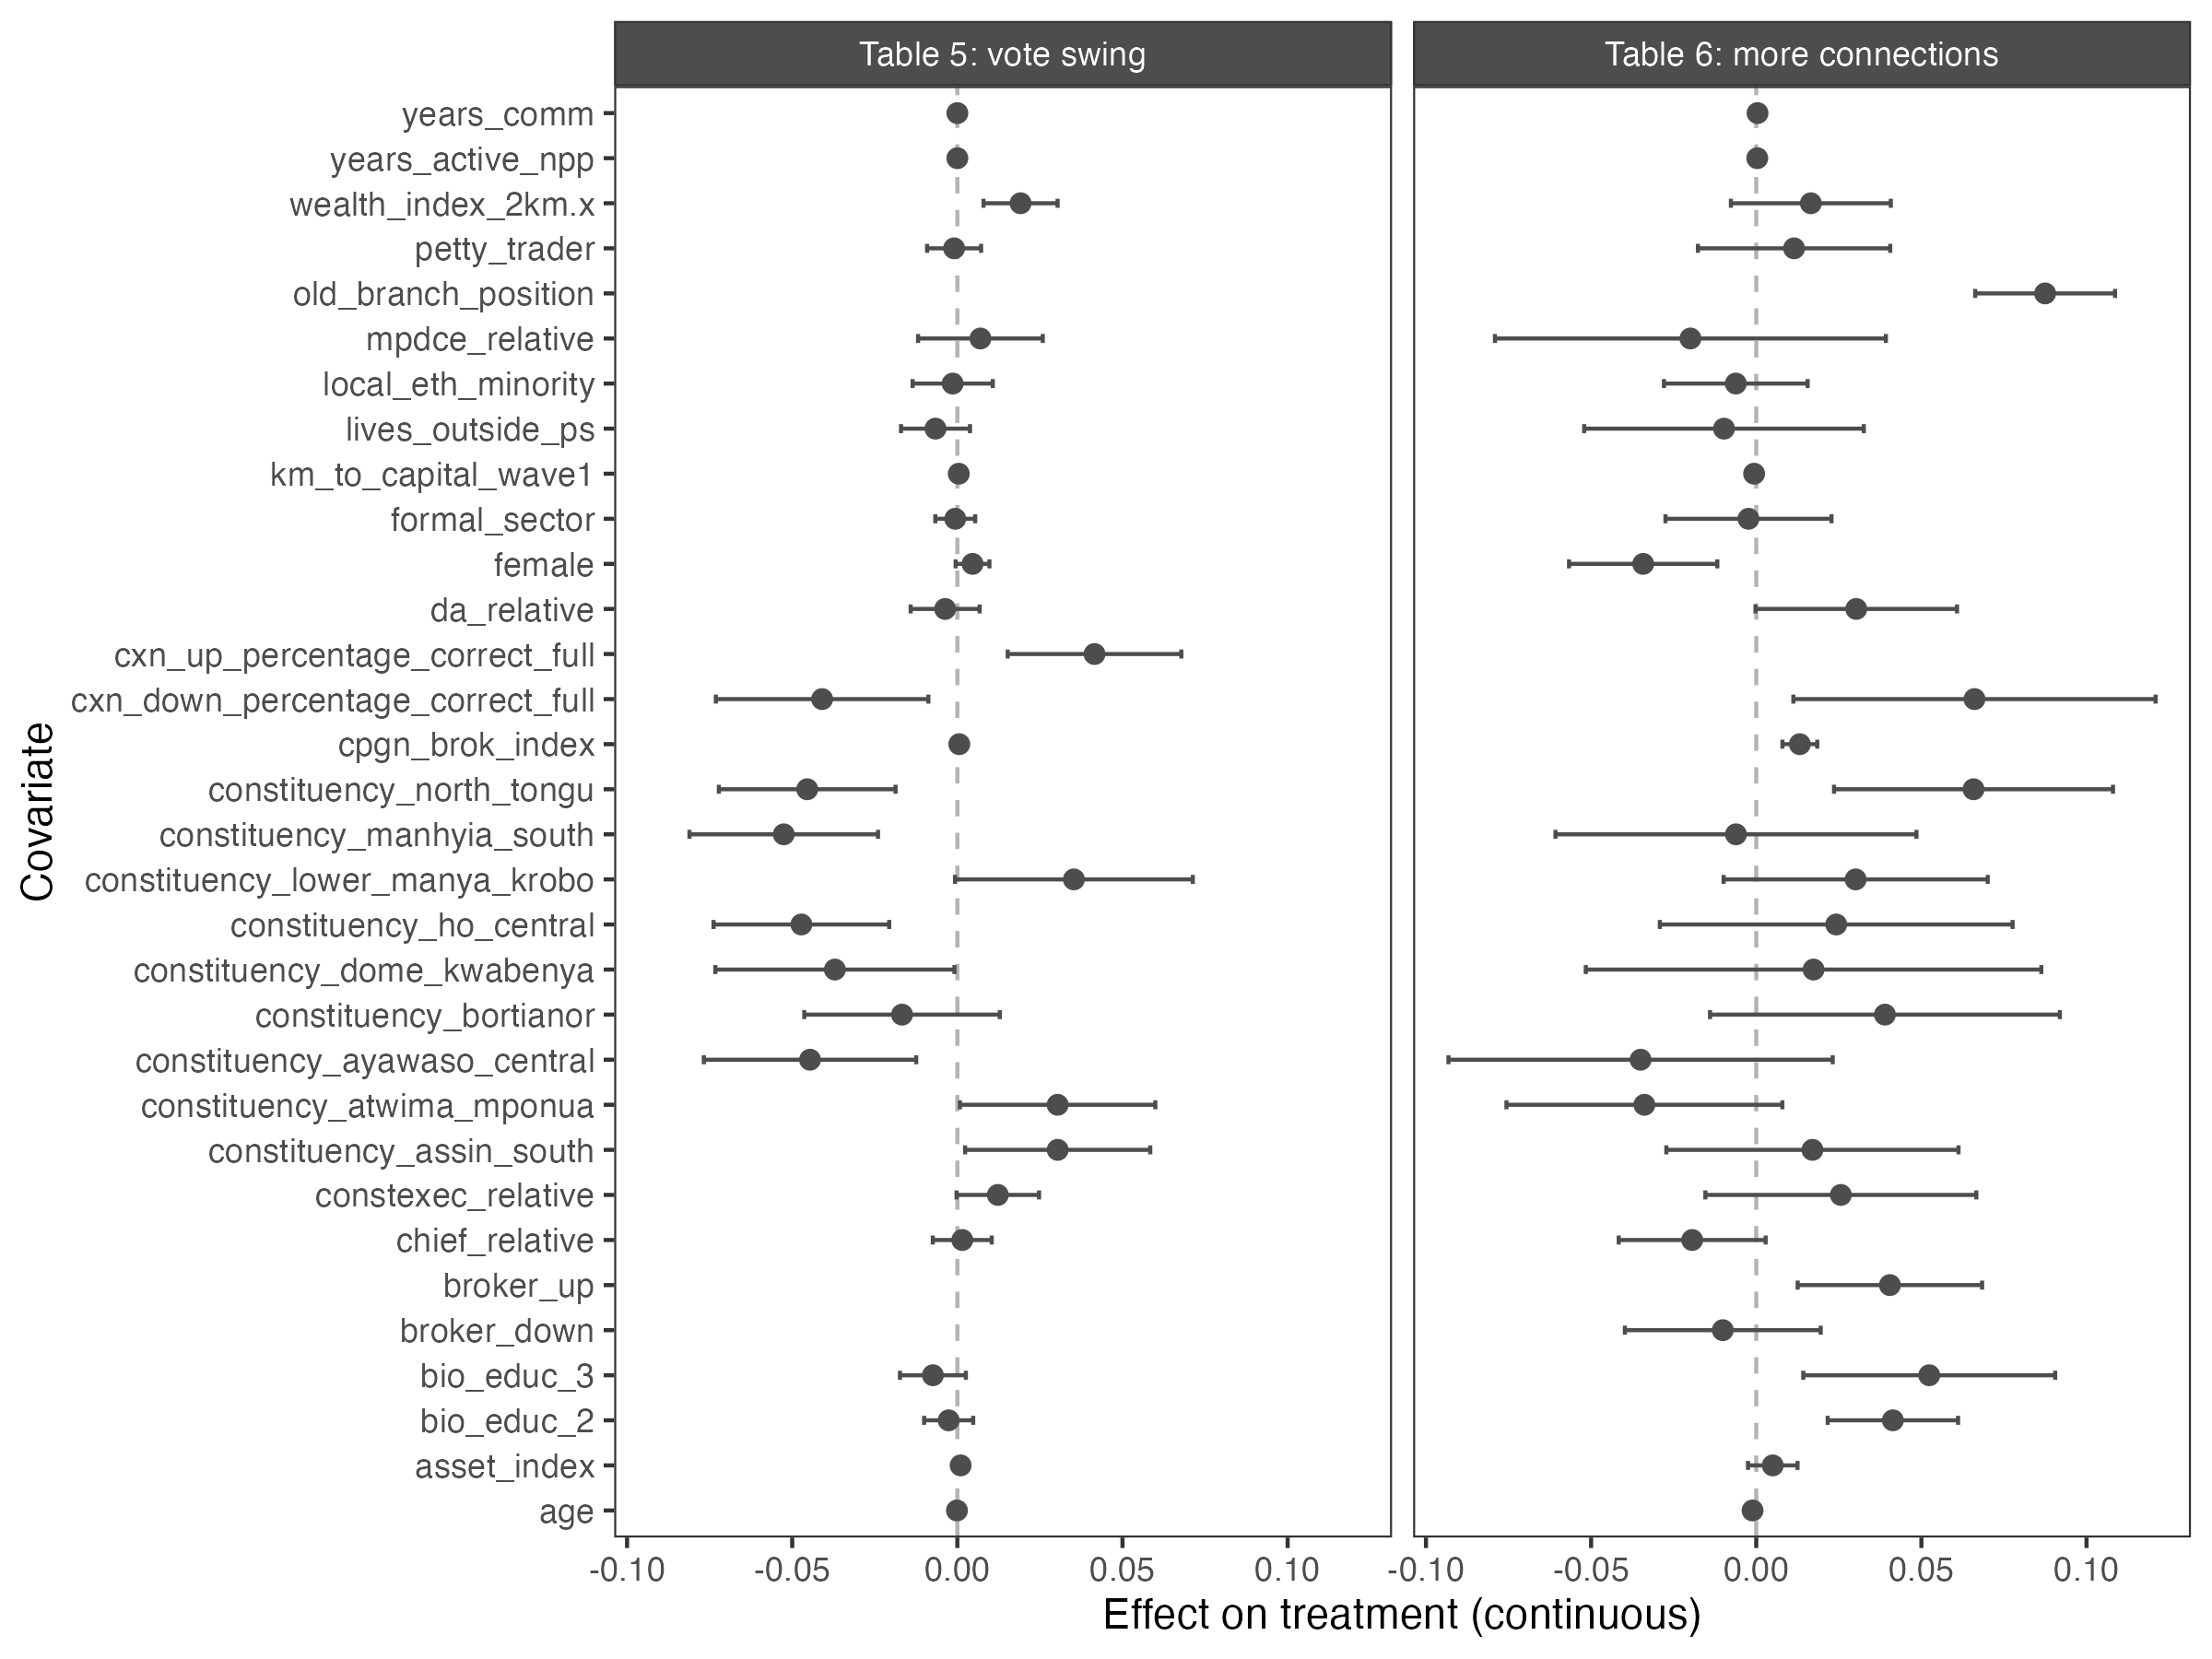 Table 5: vote swing
Table 6: more connections
Covariate
years_comm
years_active_npp
wealth_index_2km.x
petty_trader
old_branch_position
mpdce_relative
local_eth_minority
lives_outside_ps
km_to_capital_wave1
formal_sector
female
da_relative
cxn_up_percentage_correct_full
cxn_down_percentage_correct_full
cpgn_brok_index
constituency_north_tongu
constituency_manhyia_south
constituency_lower_manya_krobo
constituency_ho_central
constituency_dome_kwabenya
constituency_bortianor
constituency_ayawaso_central
constituency_atwima_mponua
constituency_assin_south
constexec_relative
chief_relative
broker_up
broker_down
bio_educ_3
bio_educ_2
asset_index
age
-0.10 -0.05 0.00 0.05 0.10
-0.10 -0.05 0.00 0.05 0.10
Effect on treatment (continuous)